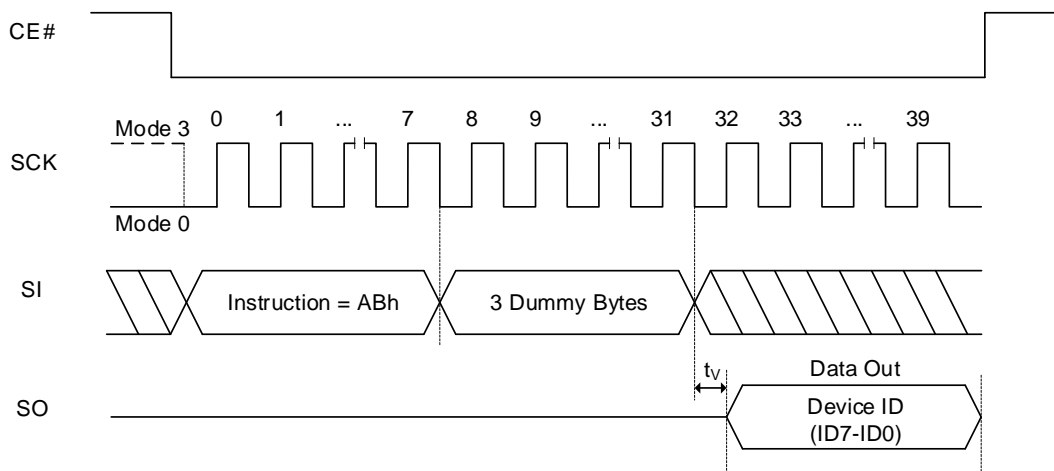 CE#
0 1 ... 7 8 9 ... 31 32 33 ... 39
Mode 3
SCK
Mode 0
SI
Instruction = ABh
3 Dummy Bytes
tV
Data Out
SO
Device ID
(ID7-ID0)